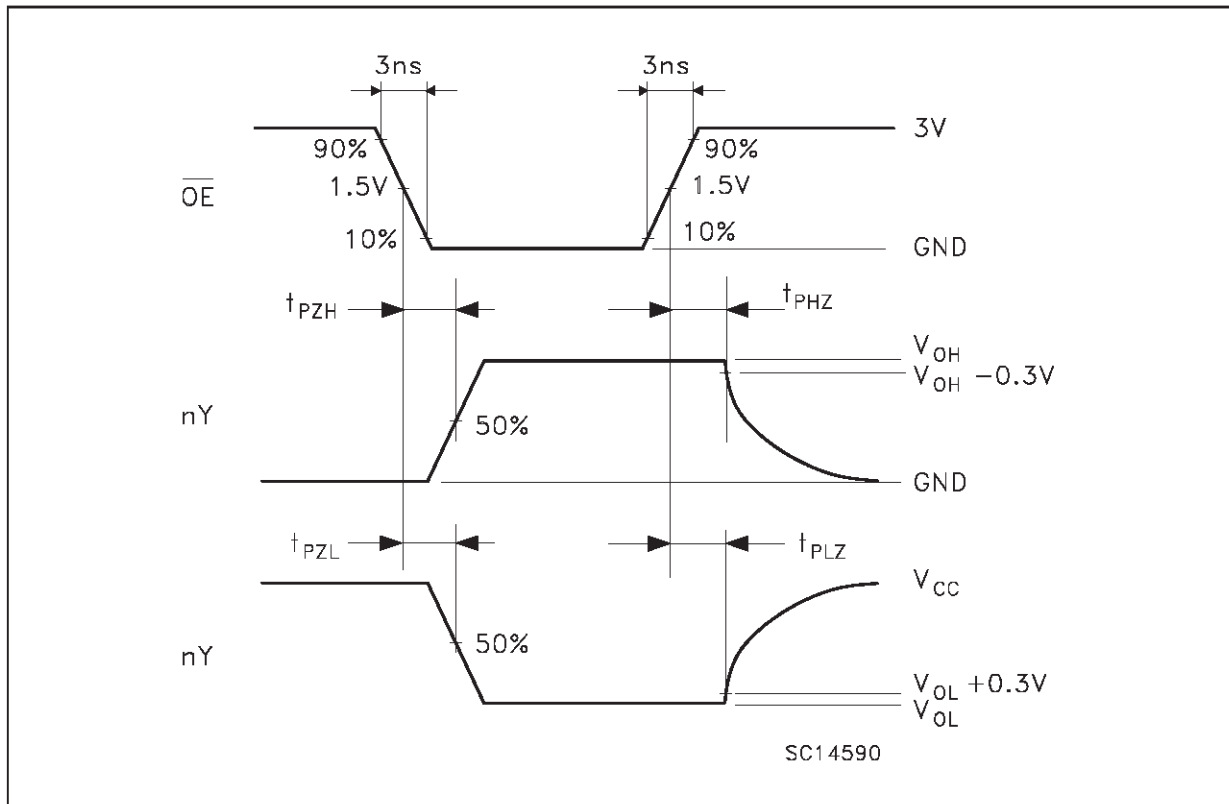 3ns 3ns
3V
90% 90%
1.5V 1.5V
OE
10% 10%
GND
tPZH tPHZ
VOH
VOH −0.3V
nY
50%
GND
tPZL tPLZ
VCC
50%
nY
VOL +0.3V
VOL
SC14590